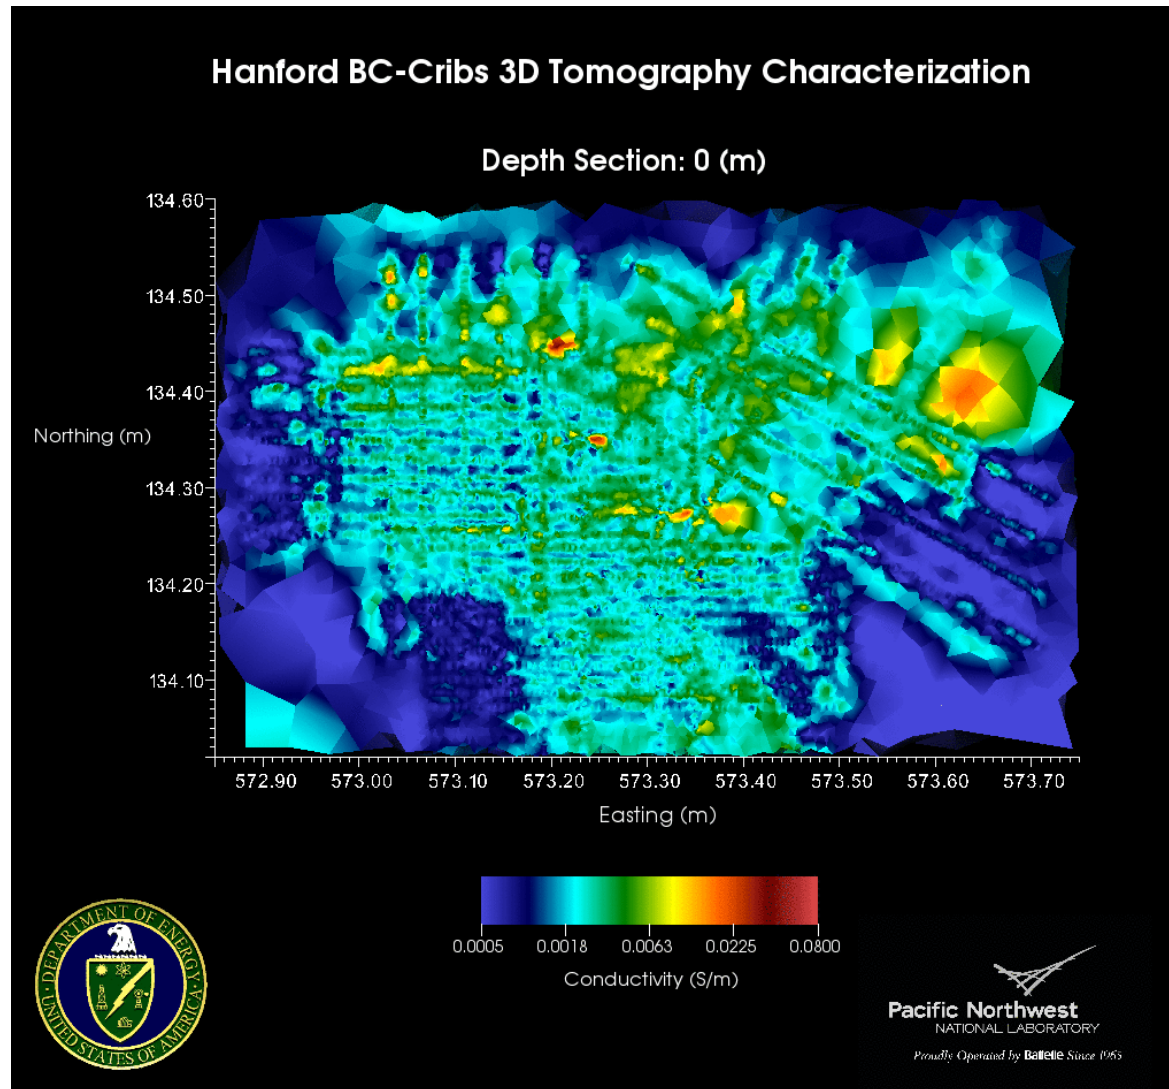 Hanford BC-Cribs 3D Tomography Characterization
Depth Section: 0 (m)
134.60
134.50
134.40
Northing (m)
134.30
134.20
134.10
572.90 573.00 573.10 573.20 573.30 573.40 573.50 573.60 573.70
Easting (m)
0.0005 0.0018 0.0063 0.0225 0.0800
Conductivity (S/m)
DEPARTMENT OF ENERGY
UNITED STATES OF AMERICA
Pacific Northwest
NATIONAL LABORATORY
Proudly Operated by Battelle Since 1965